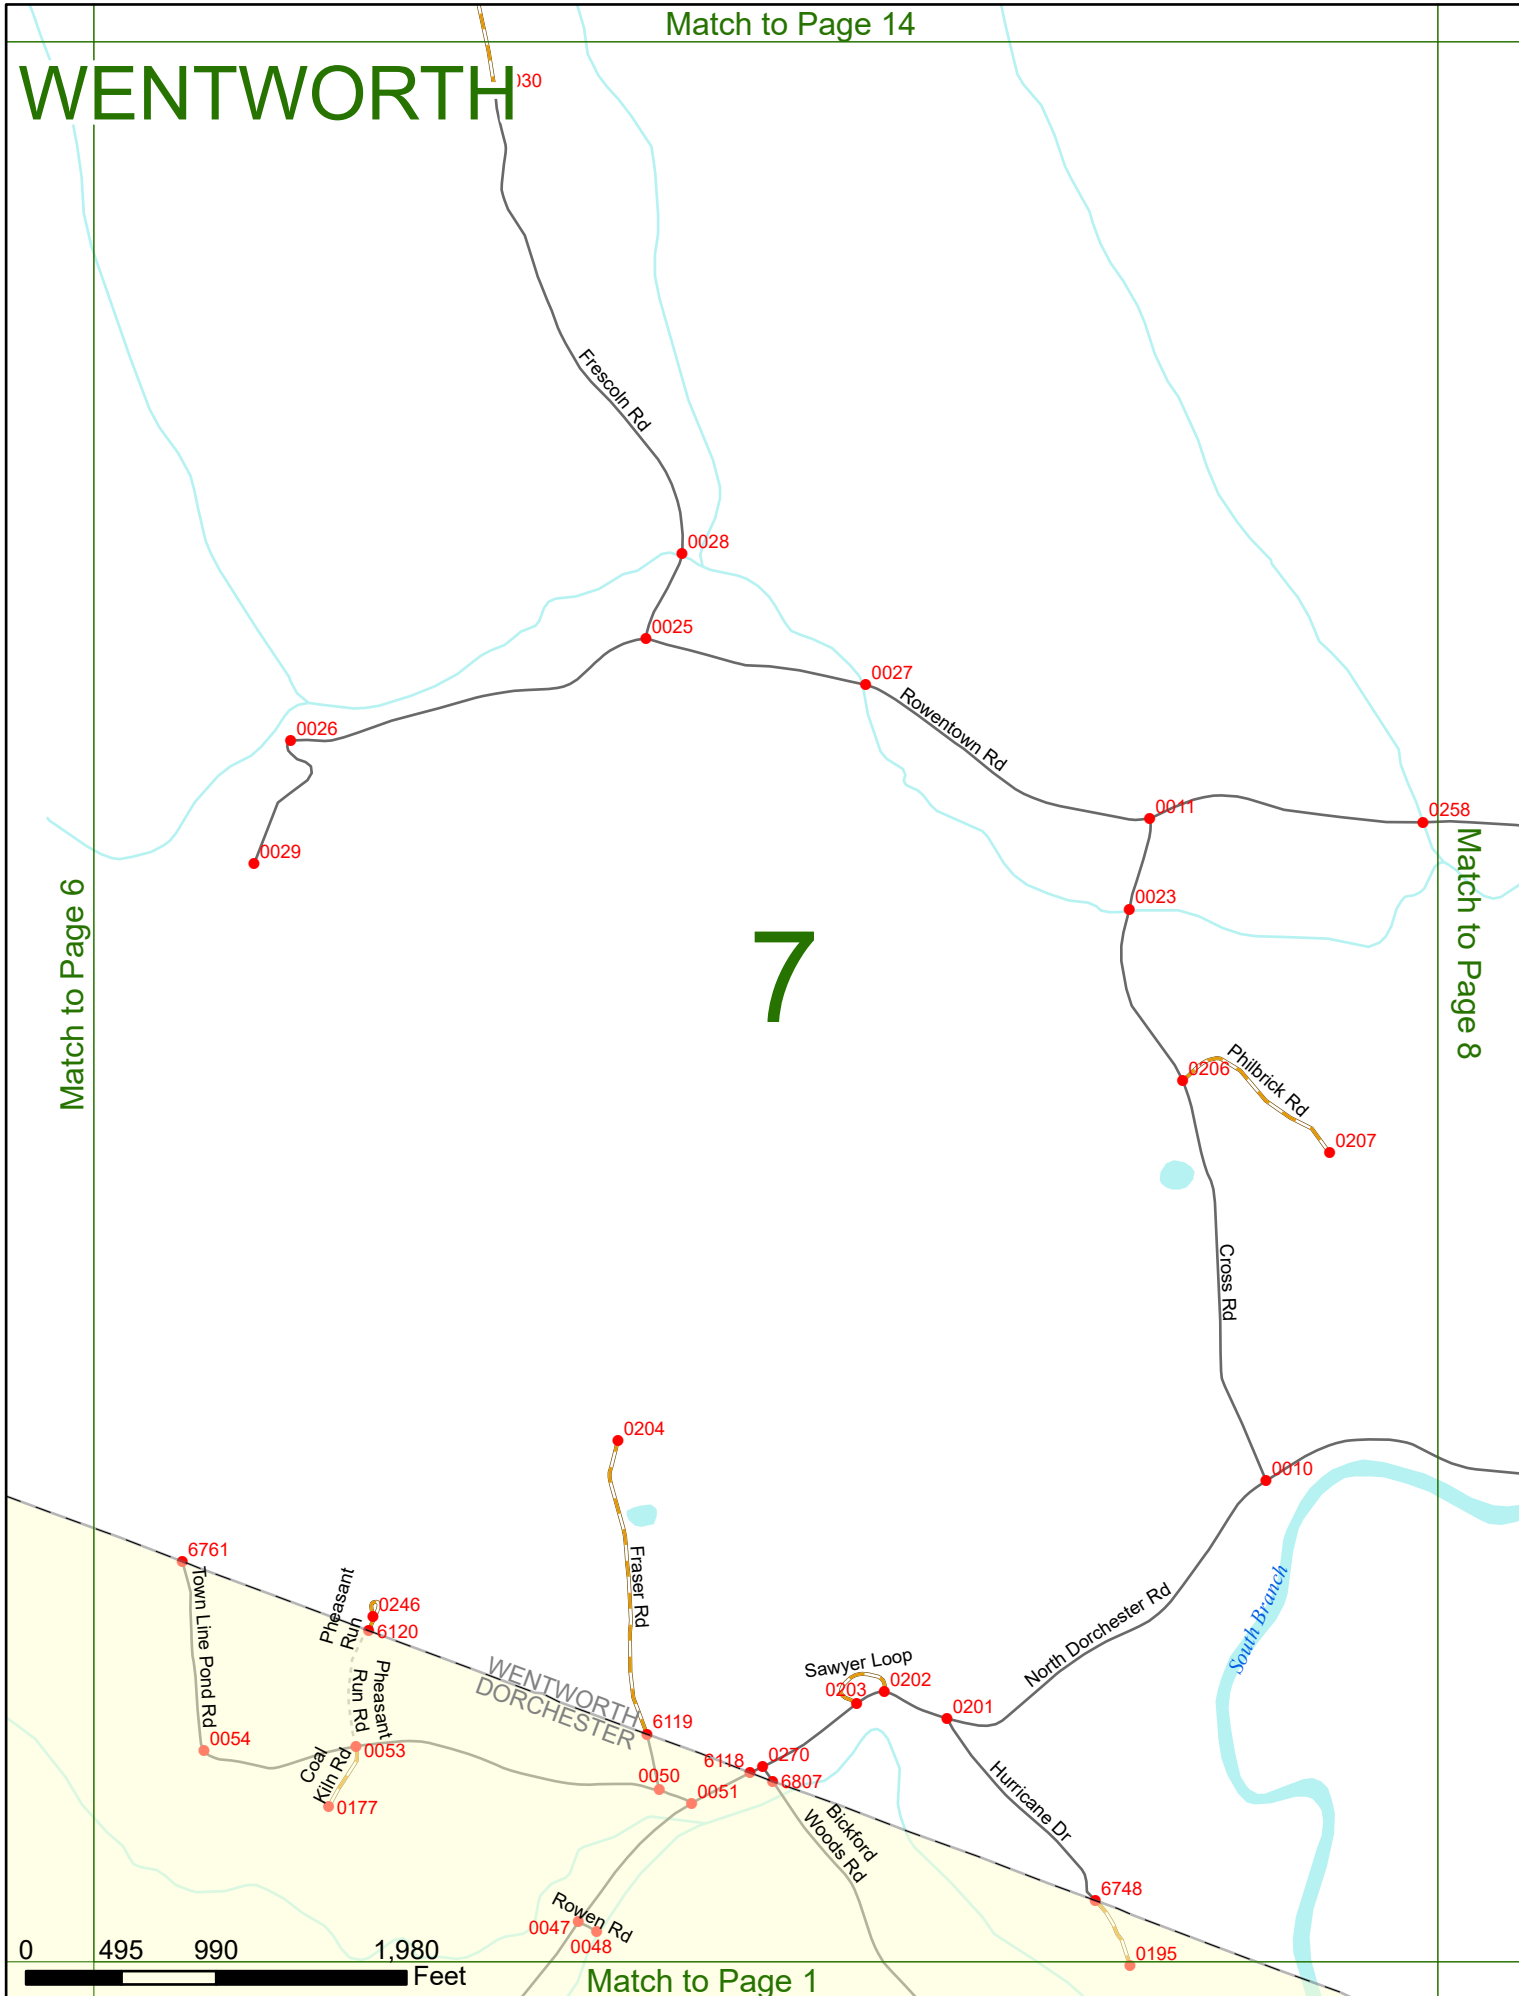 Match to Page 14
WENTWORTH
030
Frescoln Rd
0028
0025
0027
Rowentown Rd
0026
0011
0258
0029
0023
Match to Page 6
7
Match to Page 8
0206
Philbrick Rd
0207
Cross Rd
0204
0010
6761
Town Line Pond Rd
Pheasant
Run
0246
6120
Fraser Rd
South Branch
North Dorchester Rd
Pheasant
Run Rd
WENTWORTH
DORCHESTER
Sawyer Loop
0202
0203
0201
6119
0054
0053
Coal
Kiln Rd
0177
0050
0051
6118
0270
6807
Hurricane Dr
Bickford
Woods Rd
6748
Rowen Rd
0047
0048
0195
0 495 990 1,980
Feet
Match to Page 1